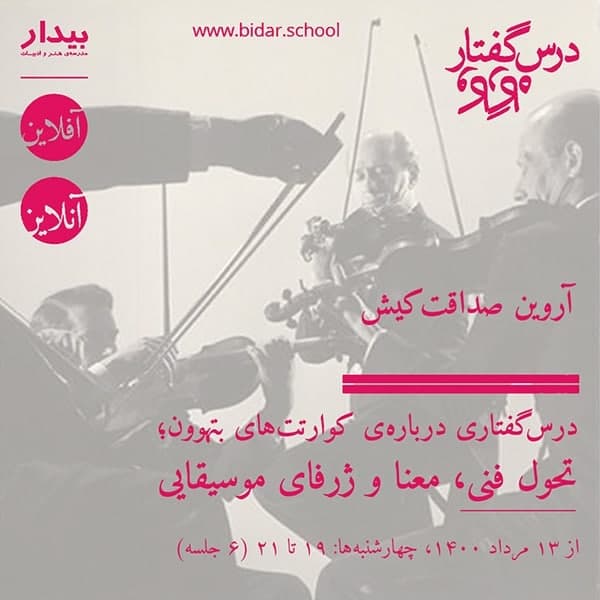 درس‌گفتار
www.bidar.school
بیدار
مدرسه‌ی هنر و ادبیات
آفلاین
آنلاین
آروین صداقت‌کیش
درس‌گفتاری درباره‌ی کوارتت‌های بتهوون؛
تحول فنی، معنا و ژرفای موسیقایی
از ۱۳ مرداد ۱۴۰۰، چهارشنبه‌ها: ۱۹ تا ۲۱ (۶ جلسه)